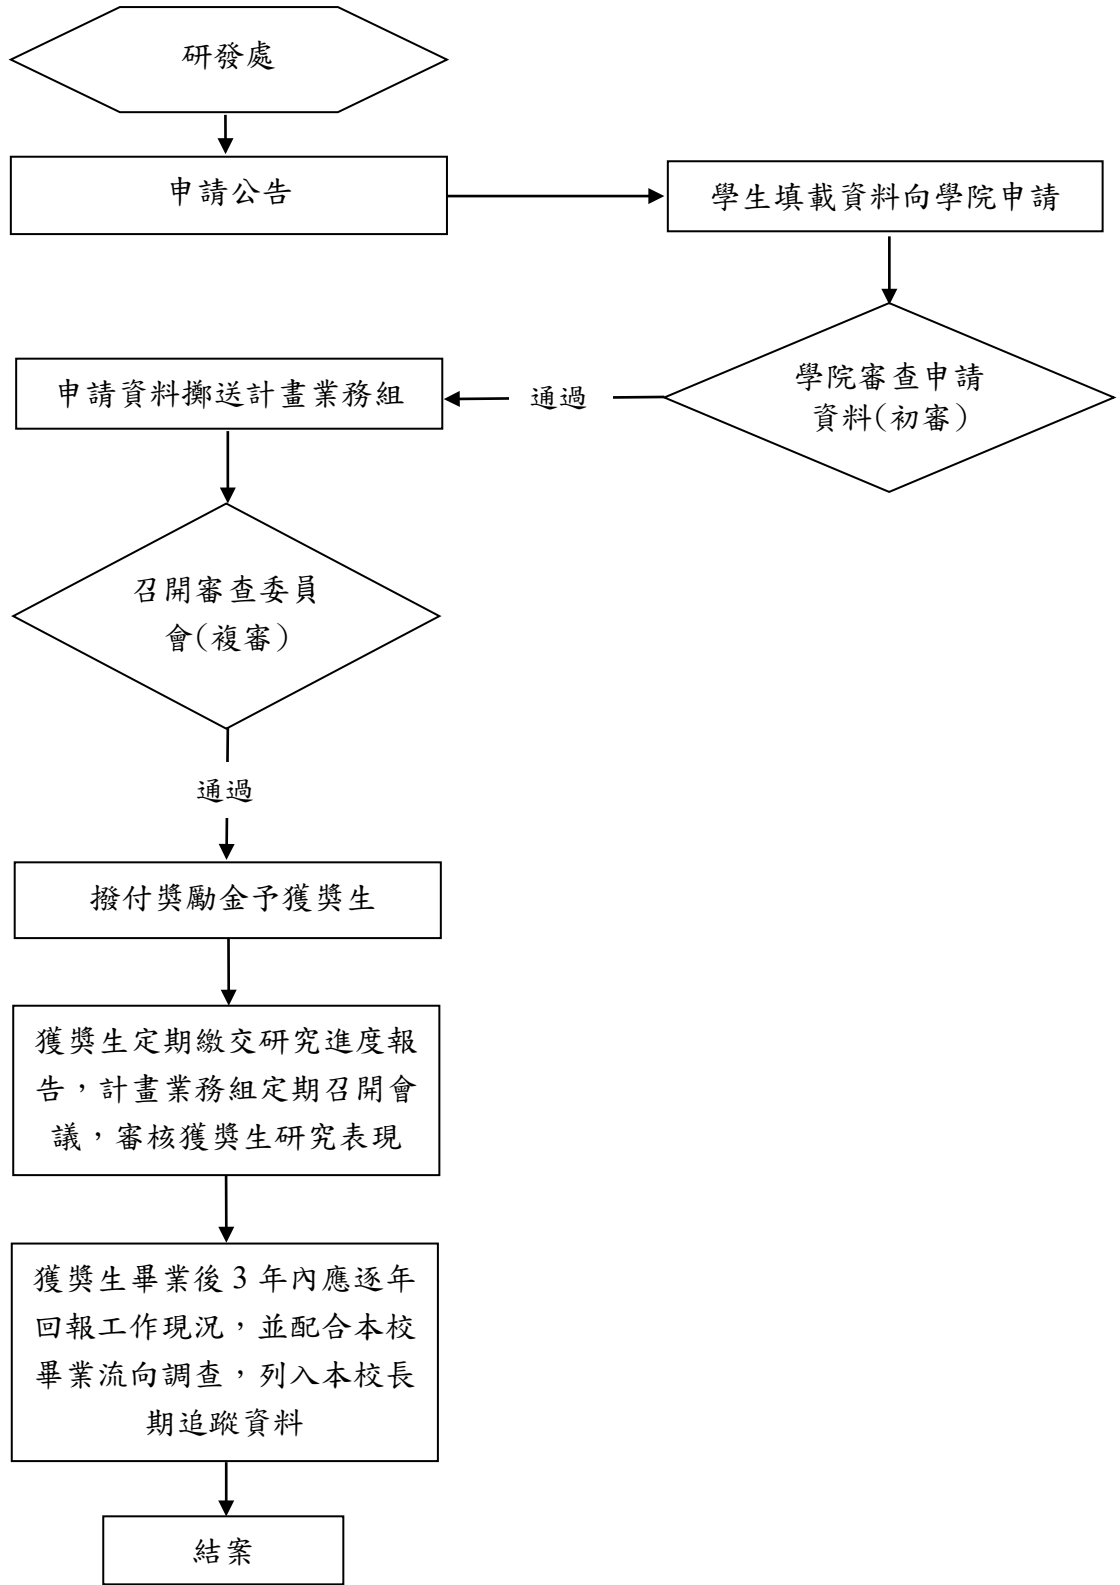 研發處
申請公告
學生填載資料向學院申請
學院審查申請
資料(初審)
通過
申請資料擲送計畫業務組
召開審查委員
會(複審)
通過
撥付獎勵金予獲獎生
獲獎生定期繳交研究進度報
告，計畫業務組定期召開會
議，審核獲獎生研究表現
獲獎生畢業後 3 年內應逐年
回報工作現況，並配合本校
畢業流向調查，列入本校長
期追蹤資料
結案